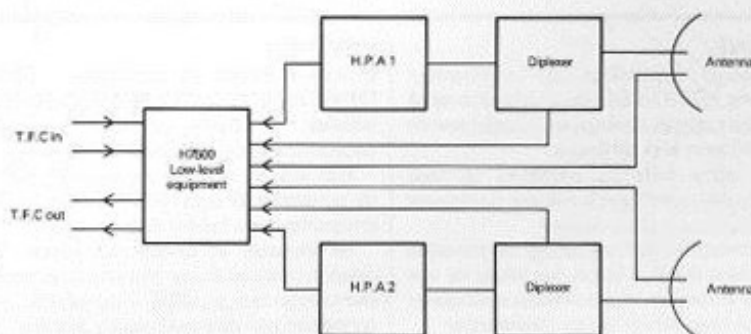 H.P.A 1
Diplexer
Antenna
T.F.C in
H7500
Low-level
equipment
T.F.C out
H.P.A 2
Diplexer
Antenna